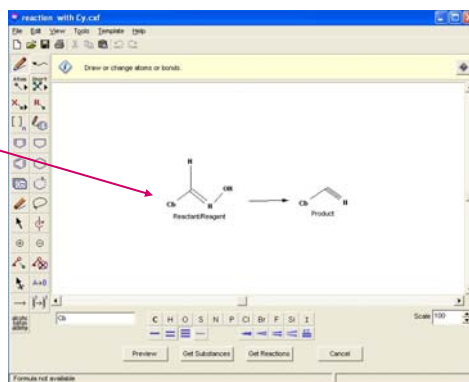 reaction with Cy.cxf
File Edit View Tools Template Help
Draw or change atoms or bonds.
Atom
H
OH
Cb
N
Reactant/Reagent
Cb
N
Product
A→B
Cb
C H O S N P Cl Br F Si I
Scale 100
Preview Get Substances Get Reactions Cancel
Formula not available